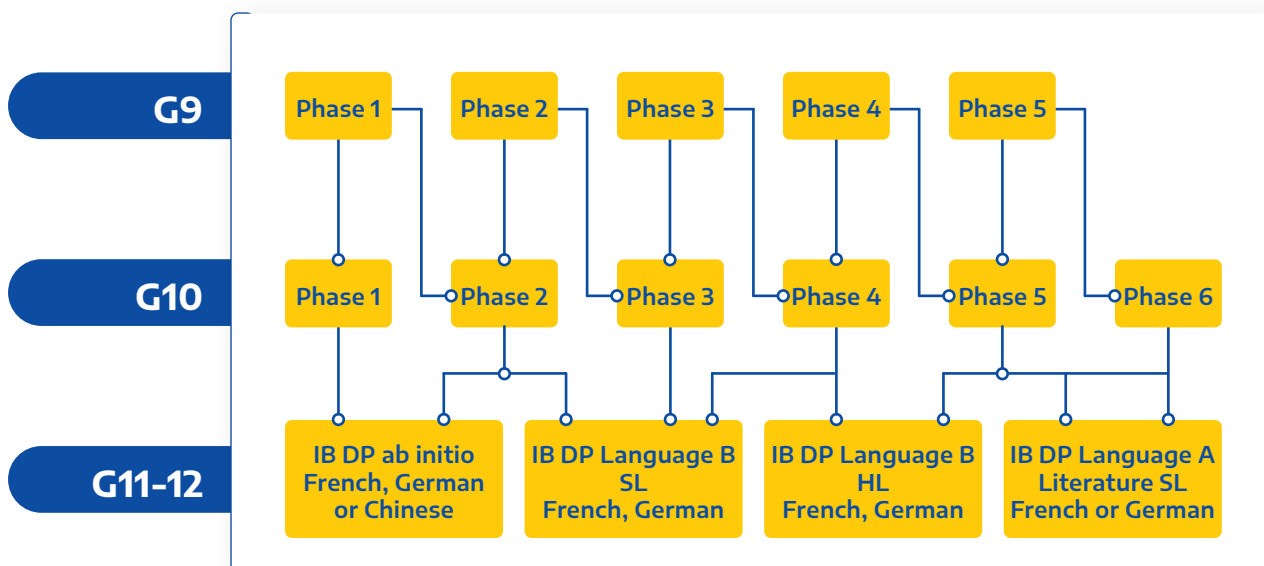 G9
Phase 1
Phase 2
Phase 3
Phase 4
Phase 5
G10
Phase 1
Phase 2
Phase 3
Phase 4
Phase 5
Phase 6
G11-12
IB DP ab initio
French, German
or Chinese
IB DP Language B
SL
French, German
IB DP Language B
HL
French, German
IB DP Language A
Literature SL
French or German